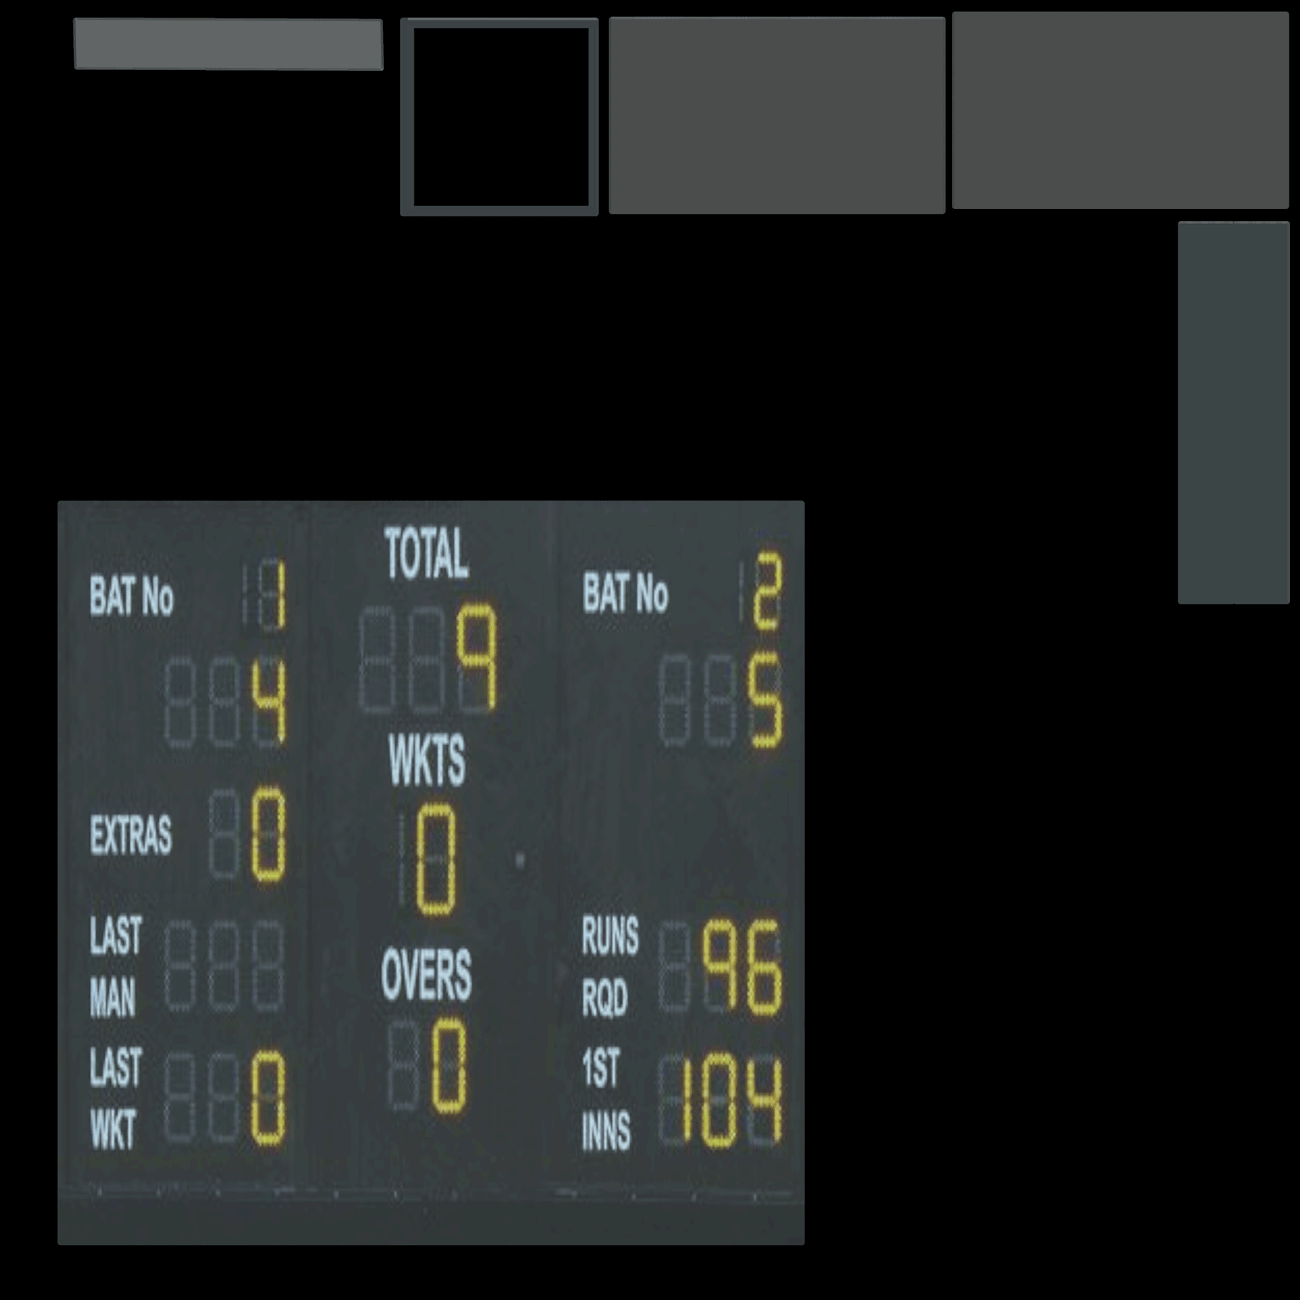 BAT No 1
4
EXTRAS 0
LAST
MAN
LAST
WKT 0
TOTAL
9
WKTS
0
OVERS
0
BAT No 2
5
RUNS
RQD 96
1ST
INNS 104